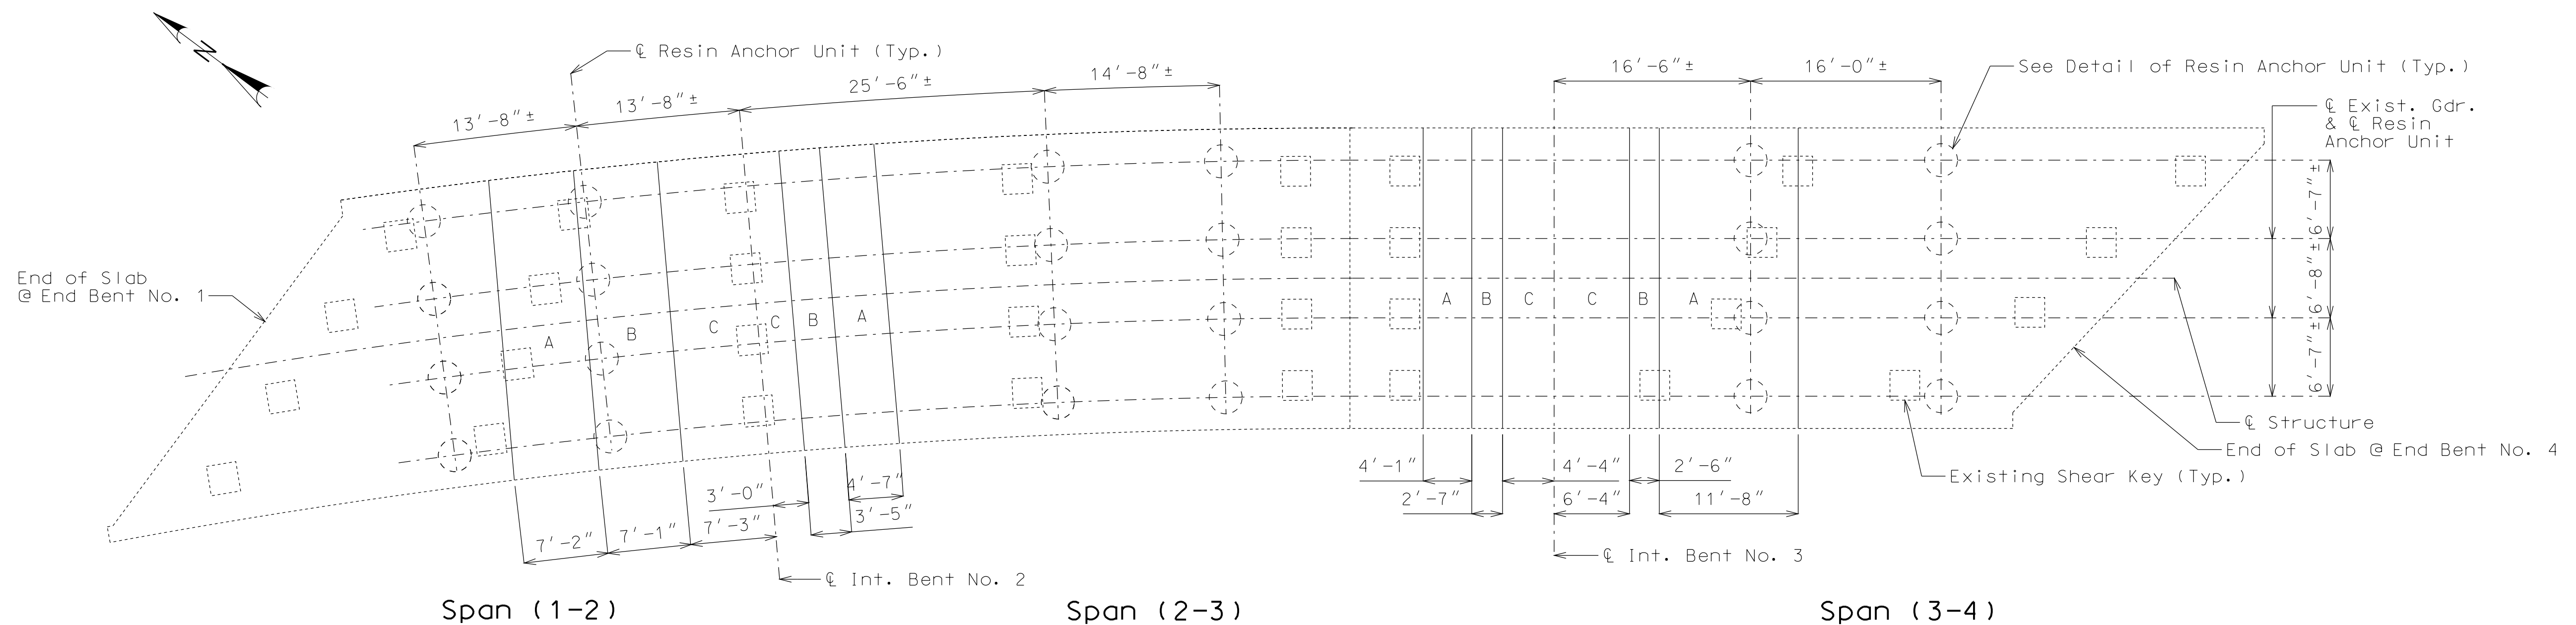 N
℄ Resin Anchor Unit (Typ.)
13'-8"±
13'-8"±
25'-6"±
14'-8"±
16'-6"±
16'-0"±
See Detail of Resin Anchor Unit (Typ.)
℄ Exist. Gdr.
& ℄ Resin
Anchor Unit
6'-7"±
6'-8"±
6'-7"±
End of Slab
@ End Bent No. 1
A
B
C
C
B
A
A
B
C
C
B
A
℄ Structure
End of Slab @ End Bent No. 4
Existing Shear Key (Typ.)
7'-2"
7'-1"
7'-3"
3'-0"
3'-5"
4'-7"
4'-1"
2'-7"
4'-4"
6'-4"
2'-6"
11'-8"
℄ Int. Bent No. 2
℄ Int. Bent No. 3
Span (1-2)
Span (2-3)
Span (3-4)